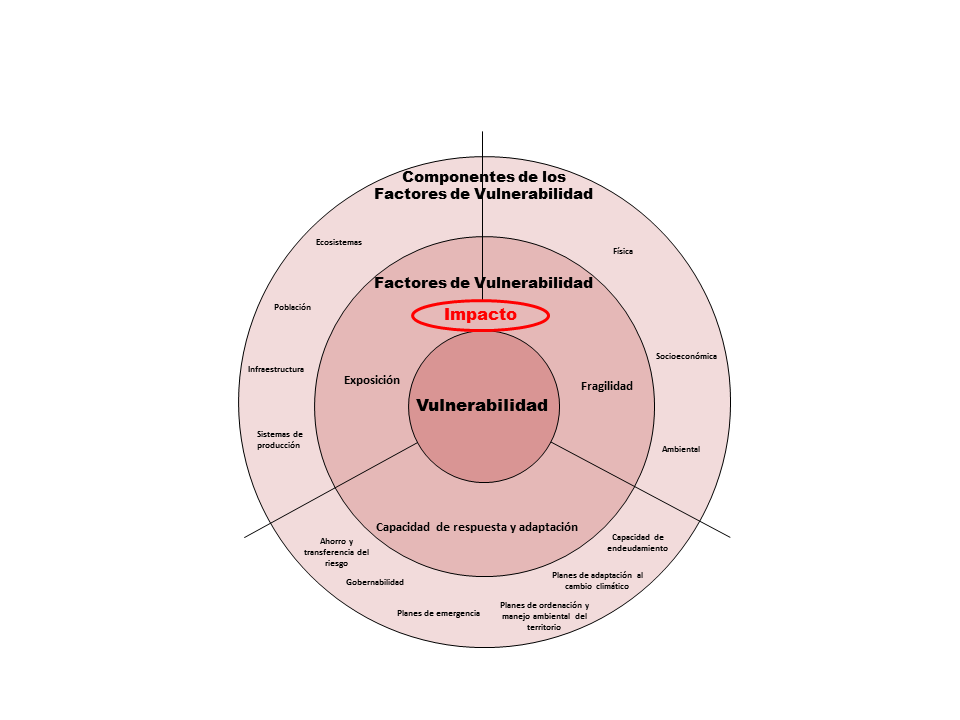 Componentes de los
Factores de Vulnerabilidad
Ecosistemas
Física
Factores de Vulnerabilidad
Población
Impacto
Socioeconómica
Infraestructura
Exposición
Fragilidad
Vulnerabilidad
Sistemas de
producción
Ambiental
Capacidad de respuesta y adaptación
Ahorro y
transferencia del
riesgo
Capacidad de
endeudamiento
Gobernabilidad
Planes de adaptación al
cambio climático
Planes de emergencia
Planes de ordenación y
manejo ambiental del
territorio